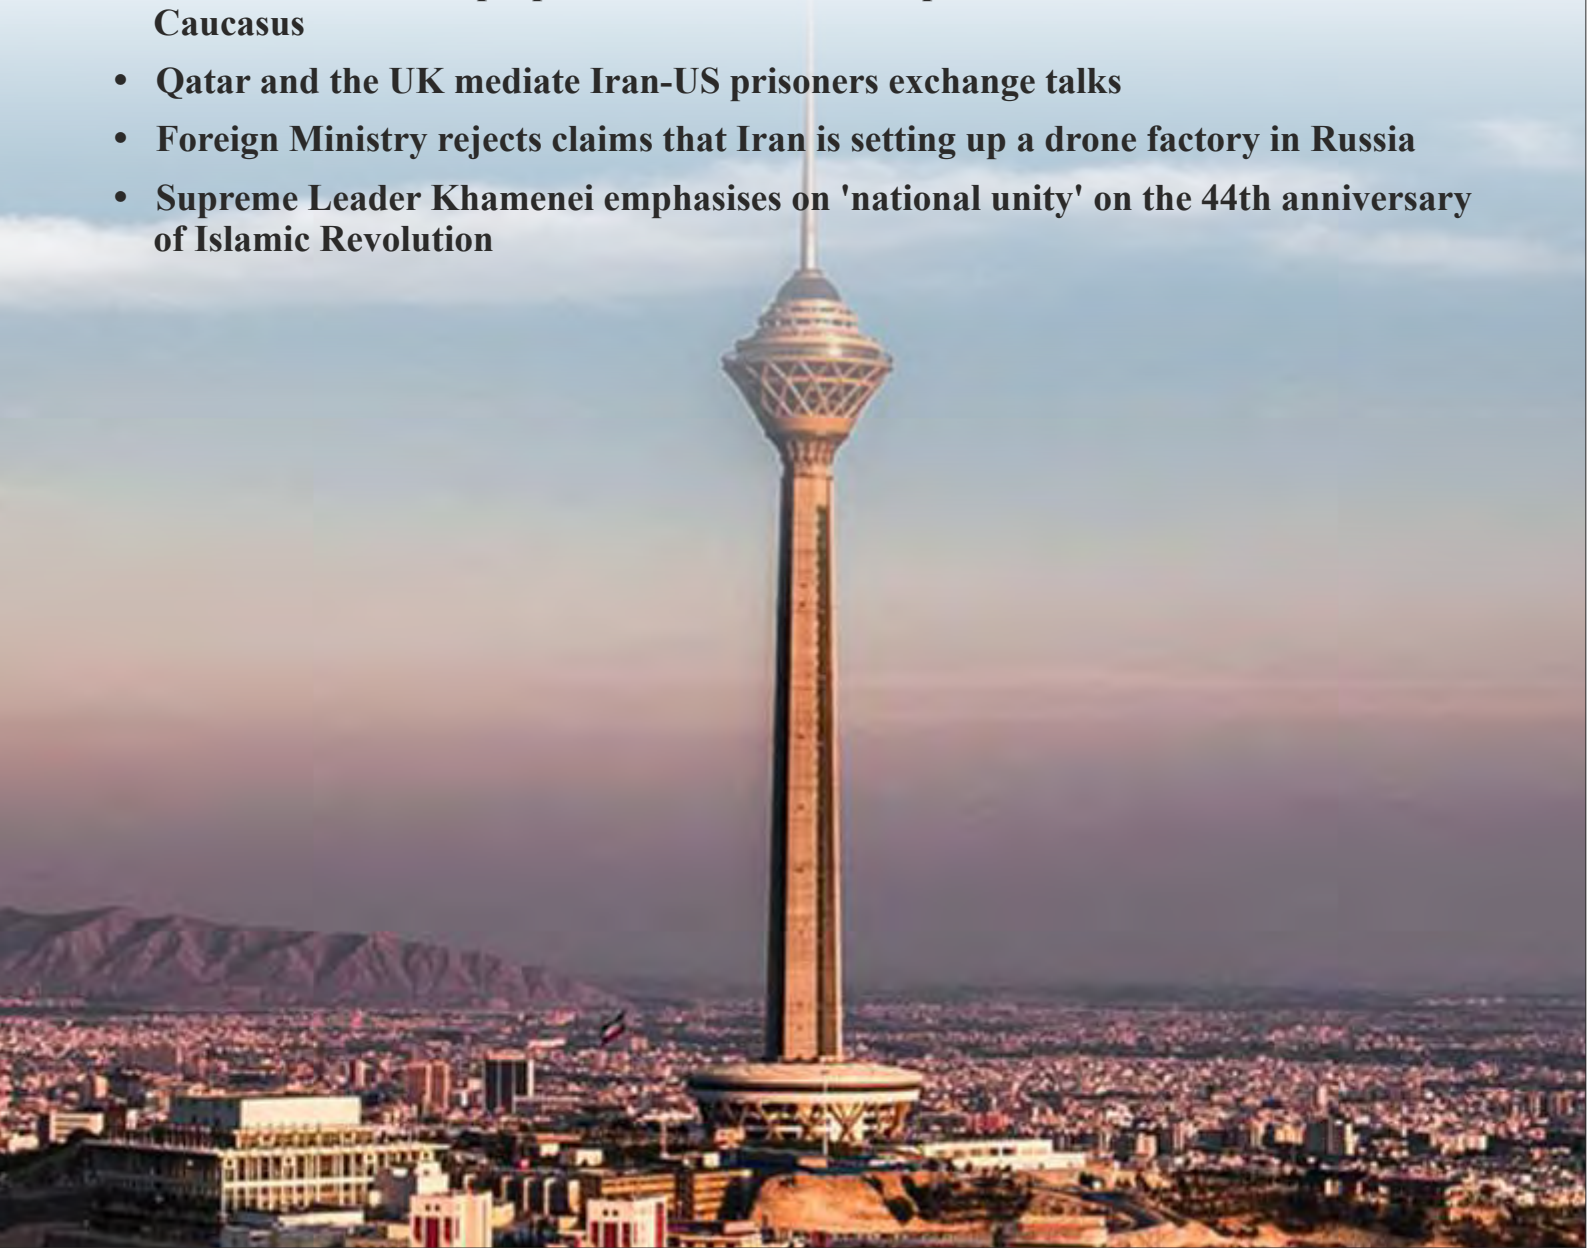 Caucasus
• Qatar and the UK mediate Iran-US prisoners exchange talks
• Foreign Ministry rejects claims that Iran is setting up a drone factory in Russia
• Supreme Leader Khamenei emphasises on 'national unity' on the 44th anniversary
of Islamic Revolution